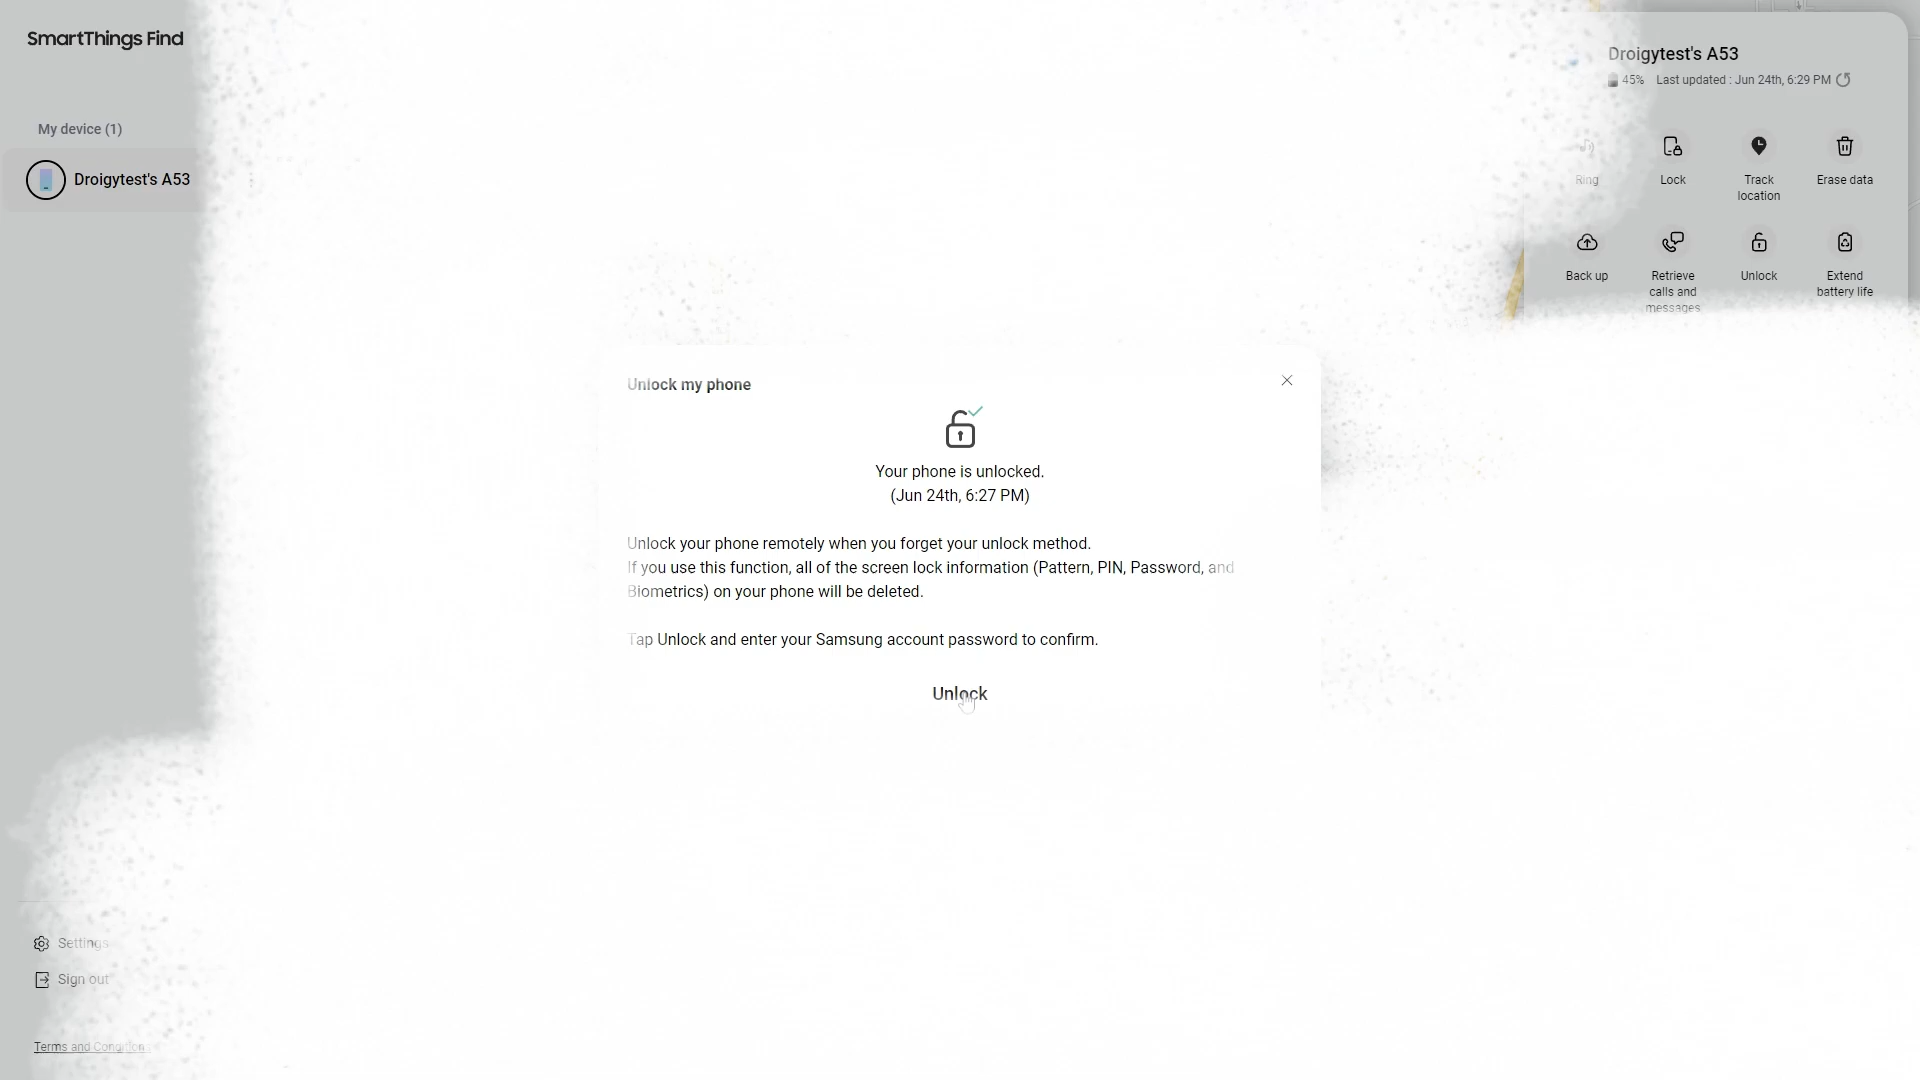 SmartThings Find
My device (1)
Droigytest's A53
Settings
Sign out
Terms and Condition
Unlock my phone
Your phone is unlocked.
(Jun 24th, 6:27 PM)
Unlock your phone remotely when you forget your unlock method.
If you use this function, all of the screen lock information (Pattern, PIN, Password, and
Biometrics) on your phone will be deleted.
Tap Unlock and enter your Samsung account password to confirm.
Unlock
Droigytest's A53
45% Last updated : Jun 24th, 6:29 PM
Ring
Lock
Track
location
Erase data
Back up
Retrieve
calls and
messages
Unlock
Extend
battery life